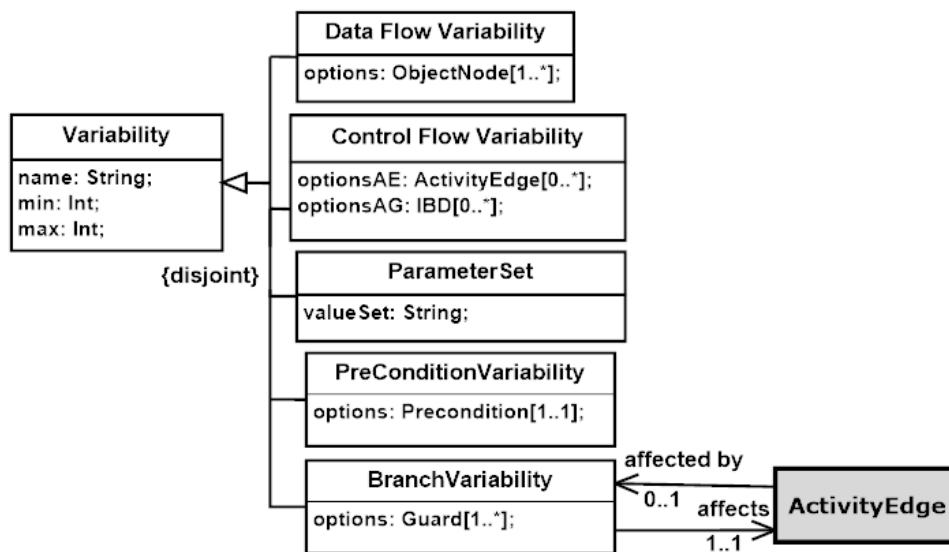 Data Flow Variability
options: ObjectNode[1..*];
Variability
name: String;
min: Int;
max: Int;
Control Flow Variability
optionsAE: ActivityEdge[0..*];
optionsAG: IBD[0..*];
{disjoint}
ParameterSet
valueSet: String;
PreConditionVariability
options: Precondition[1..1];
BranchVariability
options: Guard[1..*];
affected by
0..1
affects
1..1
ActivityEdge